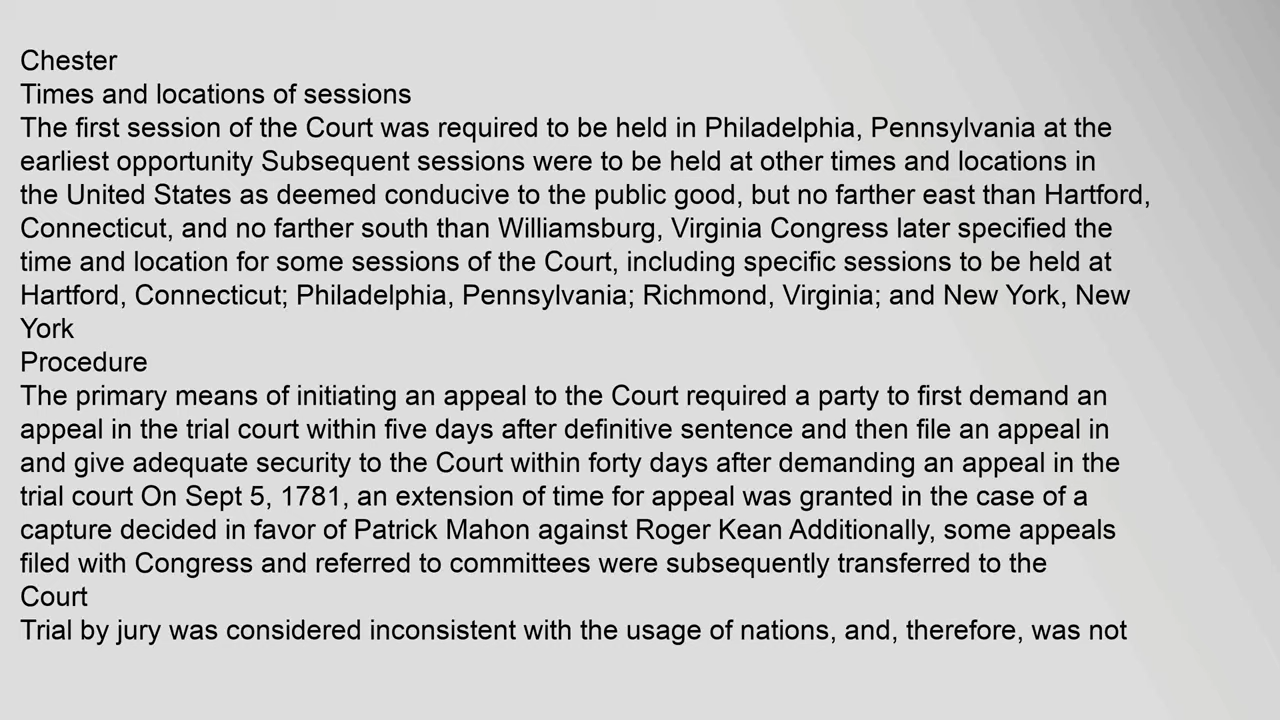 Chester
Times and locations of sessions
The first session of the Court was required to be held in Philadelphia, Pennsylvania at the
earliest opportunity Subsequent sessions were to be held at other times and locations in
the United States as deemed conducive to the public good, but no farther east than Hartford,
Connecticut, and no farther south than Williamsburg, Virginia Congress later specified the
time and location for some sessions of the Court, including specific sessions to be held at
Hartford, Connecticut; Philadelphia, Pennsylvania; Richmond, Virginia; and New York, New
York
Procedure
The primary means of initiating an appeal to the Court required a party to first demand an
appeal in the trial court within five days after definitive sentence and then file an appeal in
and give adequate security to the Court within forty days after demanding an appeal in the
trial court On Sept 5, 1781, an extension of time for appeal was granted in the case of a
capture decided in favor of Patrick Mahon against Roger Kean Additionally, some appeals
filed with Congress and referred to committees were subsequently transferred to the
Court
Trial by jury was considered inconsistent with the usage of nations, and, therefore, was not